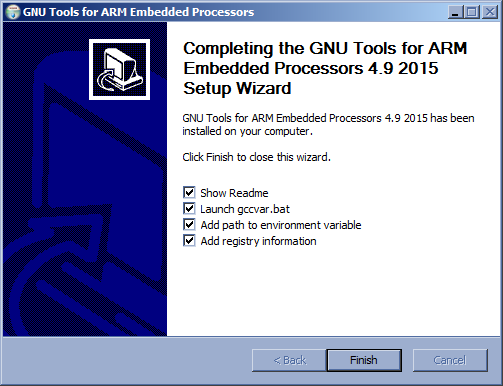 GNU Tools for ARM Embedded Processors
Completing the GNU Tools for ARM
Embedded Processors 4.9 2015
Setup Wizard
GNU Tools for ARM Embedded Processors 4.9 2015 has been
installed on your computer.
Click Finish to close this wizard.
Show Readme
Launch gccvar.bat
Add path to environment variable
Add registry information
< Back
Finish
Cancel